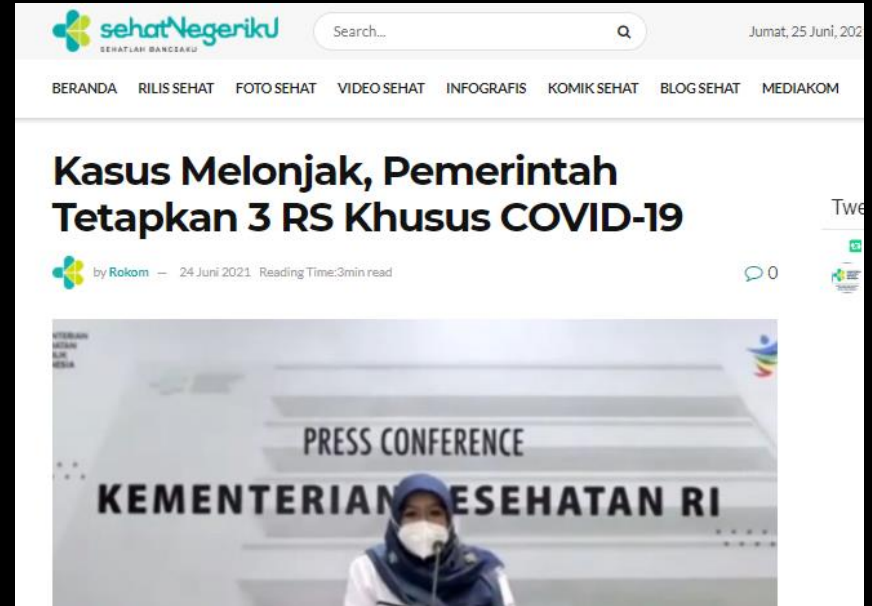 sehatNegeriku
SEHATLAH BANGSAKU
Search...
Jumat, 25 Juni, 202
BERANDA RILIS SEHAT FOTO SEHAT VIDEO SEHAT INFOGRAFIS KOMIK SEHAT BLOG SEHAT MEDIAKOM
Kasus Melonjak, Pemerintah
Tetapkan 3 RS Khusus COVID-19
Twe
by Rokom — 24 Juni 2021 Reading Time:3min read
0
PRESS CONFERENCE
KEMENTERIAN KESEHATAN RI